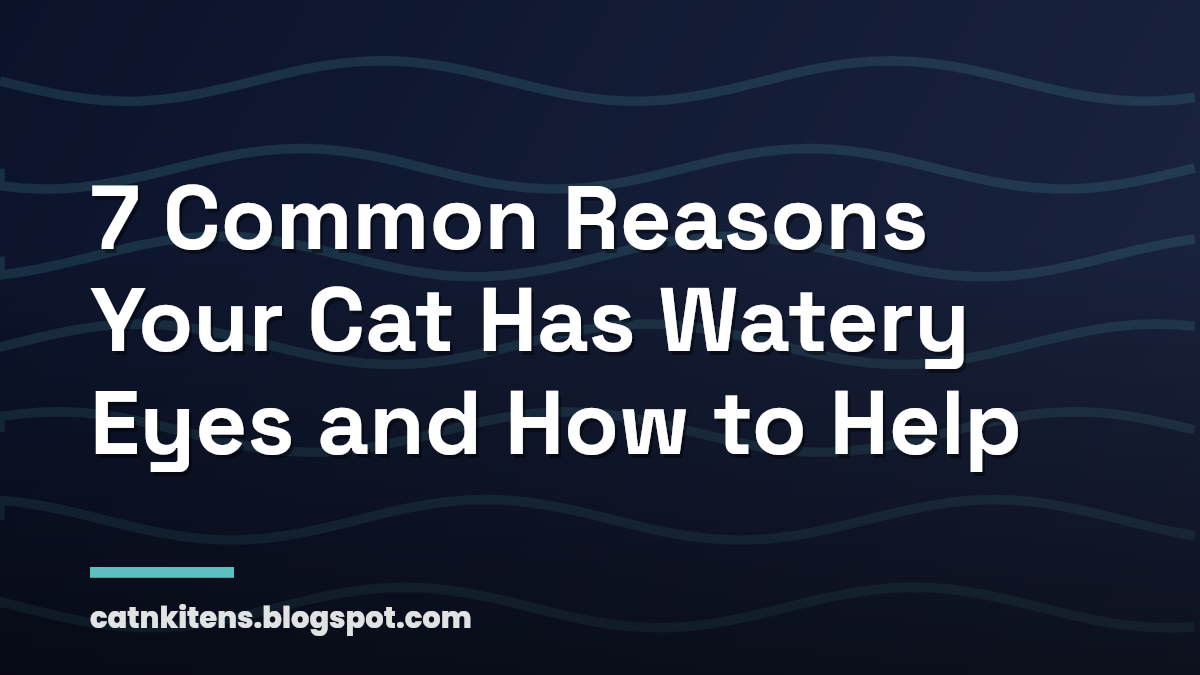 7 Common Reasons
Your Cat Has Watery
Eyes and How to Help
catnkitens.blogspot.com